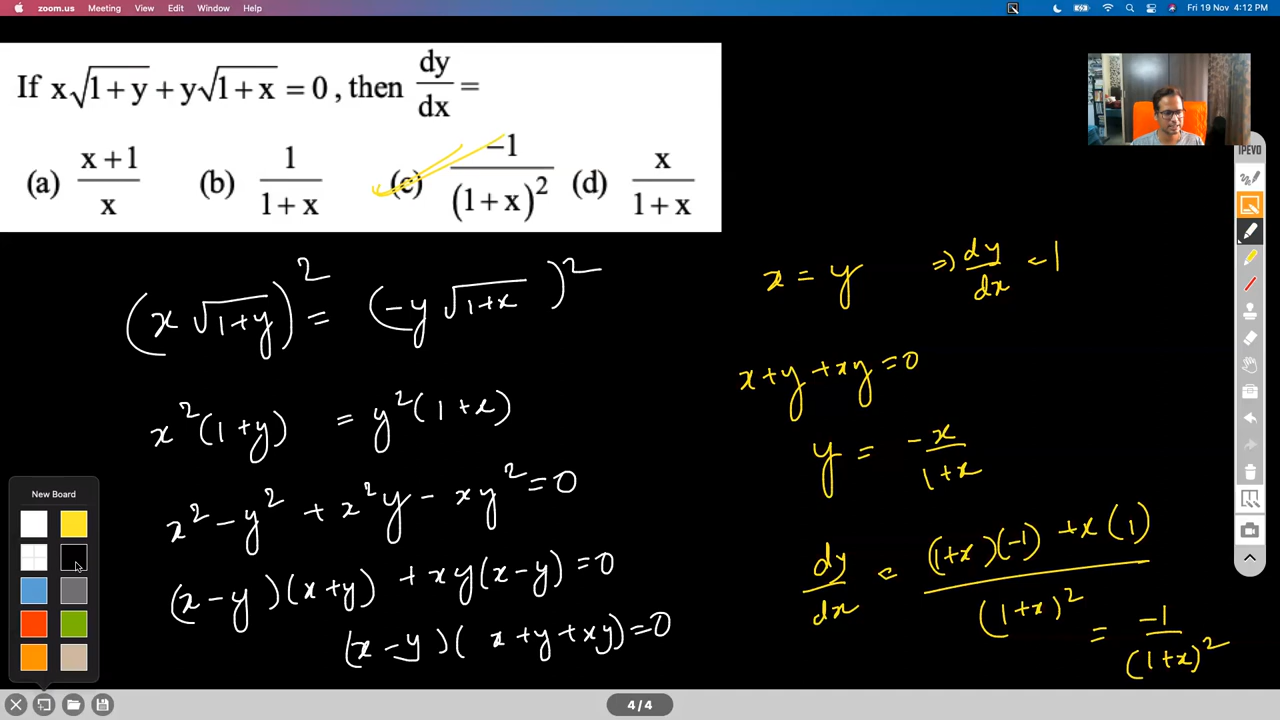 zoom.us Meeting View Edit Window Help Fri 19 Nov 4:12 PM
If x√(1+y) + y√(1+x) = 0, then dy/dx =
(a) (x+1)/x (b) 1/(1+x) (c) −1/(1+x)² (d) x/(1+x)
(x √(1+y))² = (−y √(1+x))²
x²(1+y) = y²(1+x)
x² − y² + x²y − xy² = 0
(x−y)(x+y) + xy(x−y) = 0
(x−y)(x+y+xy) = 0
x = y ⇒ dy/dx = 1
x+y+xy = 0
y = −x/(1+x)
dy/dx = ((1+x)(−1) + x(1))/(1+x)²
= −1/(1+x)²
IPEVO
New Board
4/4